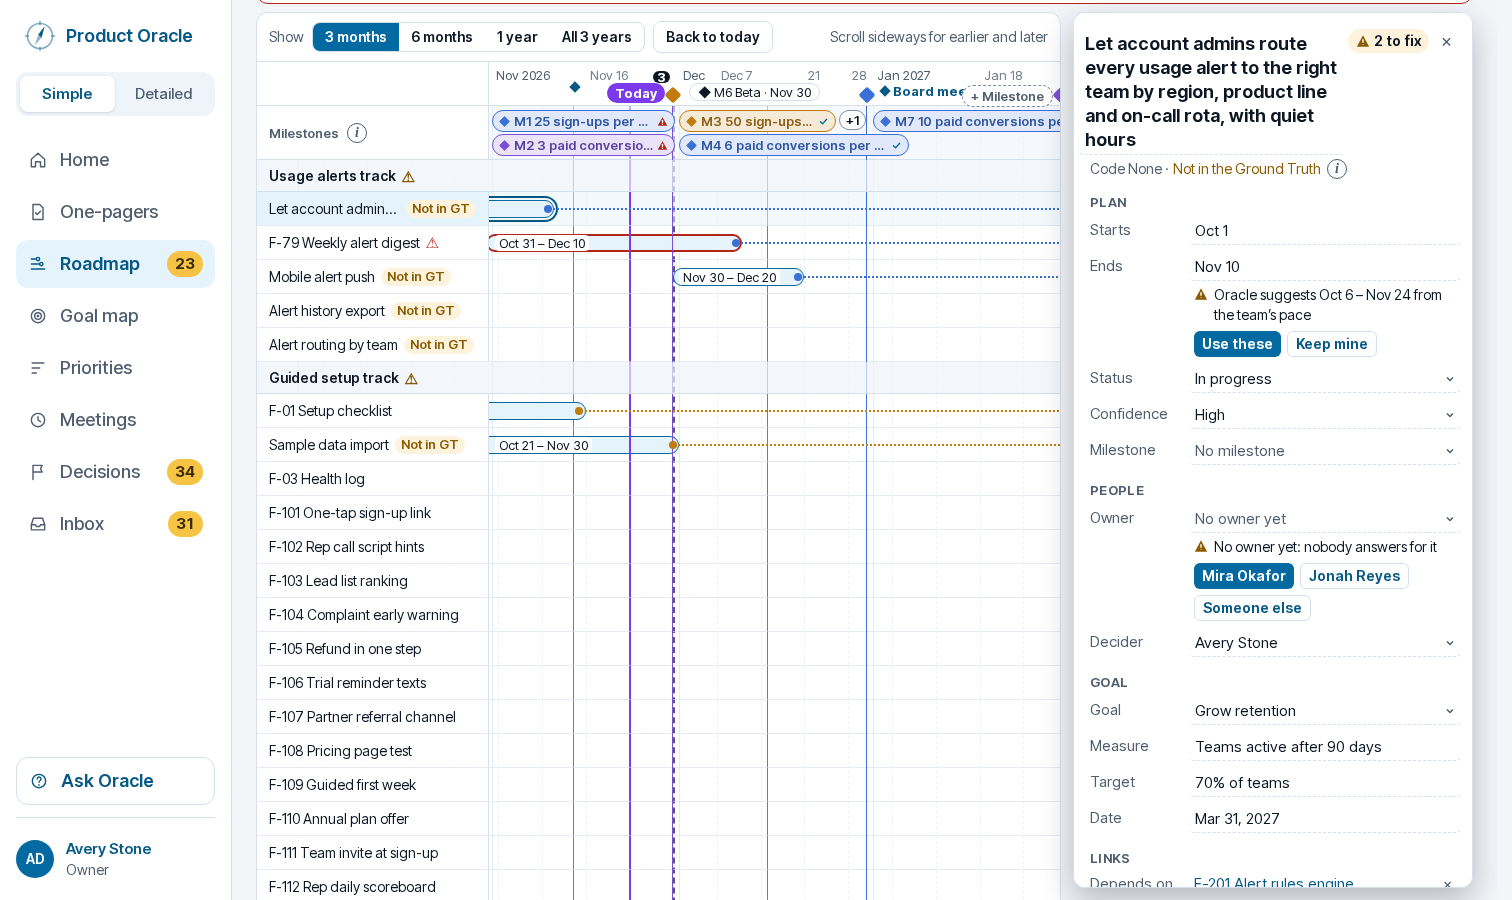 Product Oracle
Simple
Detailed
Home
One-pagers
Roadmap
23
Goal map
Priorities
Meetings
Decisions
34
Inbox
31
Ask Oracle
AD
Avery Stone
Owner
Show
3 months
6 months
1 year
All 3 years
Back to today
Scroll sideways for earlier and later
Nov 2026
Nov 16
3
Dec
Dec 7
21
28
Jan 2027
Jan 18
Today
M6 Beta · Nov 30
Board mee
+ Milestone
Milestones
i
M1 25 sign-ups per ...
M3 50 sign-ups...
+1
M7 10 paid conversions pe
M2 3 paid conversio...
M4 6 paid conversions per ...
Usage alerts track
Let account admin...
Not in GT
F-79 Weekly alert digest
Oct 31 – Dec 10
Mobile alert push
Not in GT
Nov 30 – Dec 20
Alert history export
Not in GT
Alert routing by team
Not in GT
Guided setup track
F-01 Setup checklist
Sample data import
Not in GT
Oct 21 – Nov 30
F-03 Health log
F-101 One-tap sign-up link
F-102 Rep call script hints
F-103 Lead list ranking
F-104 Complaint early warning
F-105 Refund in one step
F-106 Trial reminder texts
F-107 Partner referral channel
F-108 Pricing page test
F-109 Guided first week
F-110 Annual plan offer
F-111 Team invite at sign-up
F-112 Rep daily scoreboard
Let account admins route
every usage alert to the right
team by region, product line
and on-call rota, with quiet
hours
2 to fix
×
Code None · Not in the Ground Truth
i
PLAN
Starts
Oct 1
Ends
Nov 10
Oracle suggests Oct 6 – Nov 24 from
the team's pace
Use these
Keep mine
Status
In progress
Confidence
High
Milestone
No milestone
PEOPLE
Owner
No owner yet
No owner yet: nobody answers for it
Mira Okafor
Jonah Reyes
Someone else
Decider
Avery Stone
GOAL
Goal
Grow retention
Measure
Teams active after 90 days
Target
70% of teams
Date
Mar 31, 2027
LINKS
Depends on
F-201 Alert rules engine
×